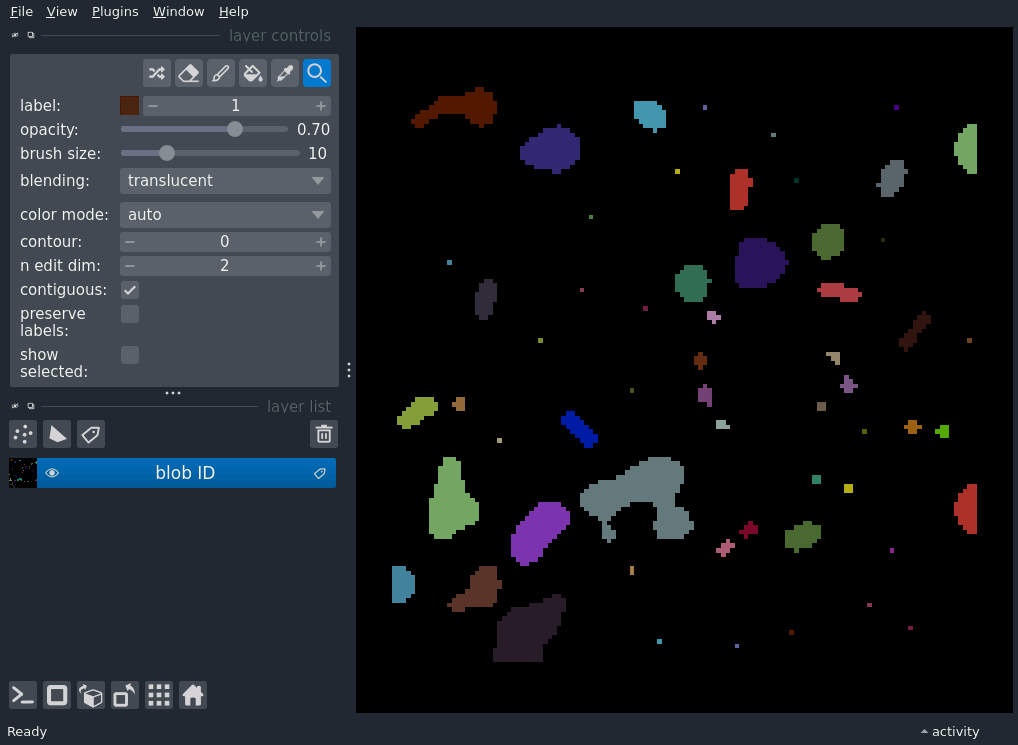 File View Plugins Window Help
layer controls
label: 1
opacity: 0.70
brush size: 10
blending: translucent
color mode: auto
contour: 0
n edit dim: 2
contiguous:
preserve
labels:
show
selected:
layer list
blob ID
Ready
activity